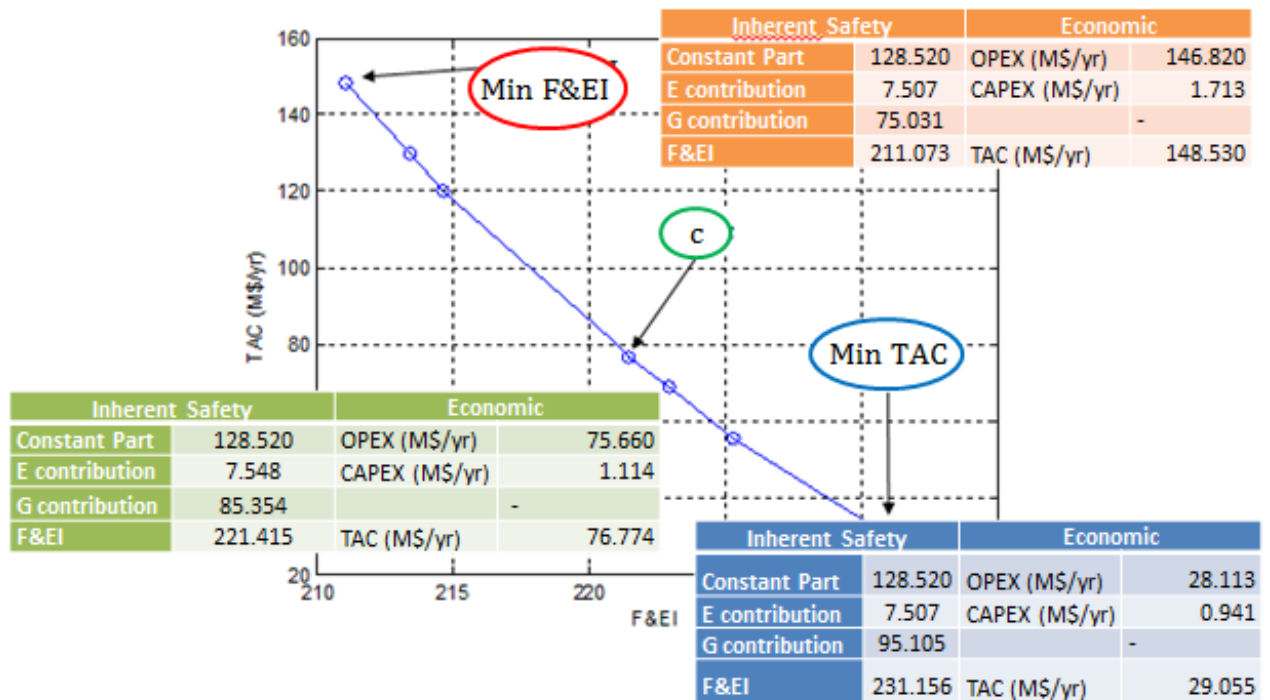 Inherent Safety Economic
Constant Part 128.520 OPEX (M$/yr) 146.820
E contribution 7.507 CAPEX (M$/yr) 1.713
G contribution 75.031 -
F&EI 211.073 TAC (M$/yr) 148.530
160
140
120
100
80
20
TAC (M$/yr)
Min F&EI
c
Min TAC
Inherent Safety Economic
Constant Part 128.520 OPEX (M$/yr) 75.660
E contribution 7.548 CAPEX (M$/yr) 1.114
G contribution 85.354 -
F&EI 221.415 TAC (M$/yr) 76.774
210 215 220
F&EI
Inherent Safety Economic
Constant Part 128.520 OPEX (M$/yr) 28.113
E contribution 7.507 CAPEX (M$/yr) 0.941
G contribution 95.105 -
F&EI 231.156 TAC (M$/yr) 29.055